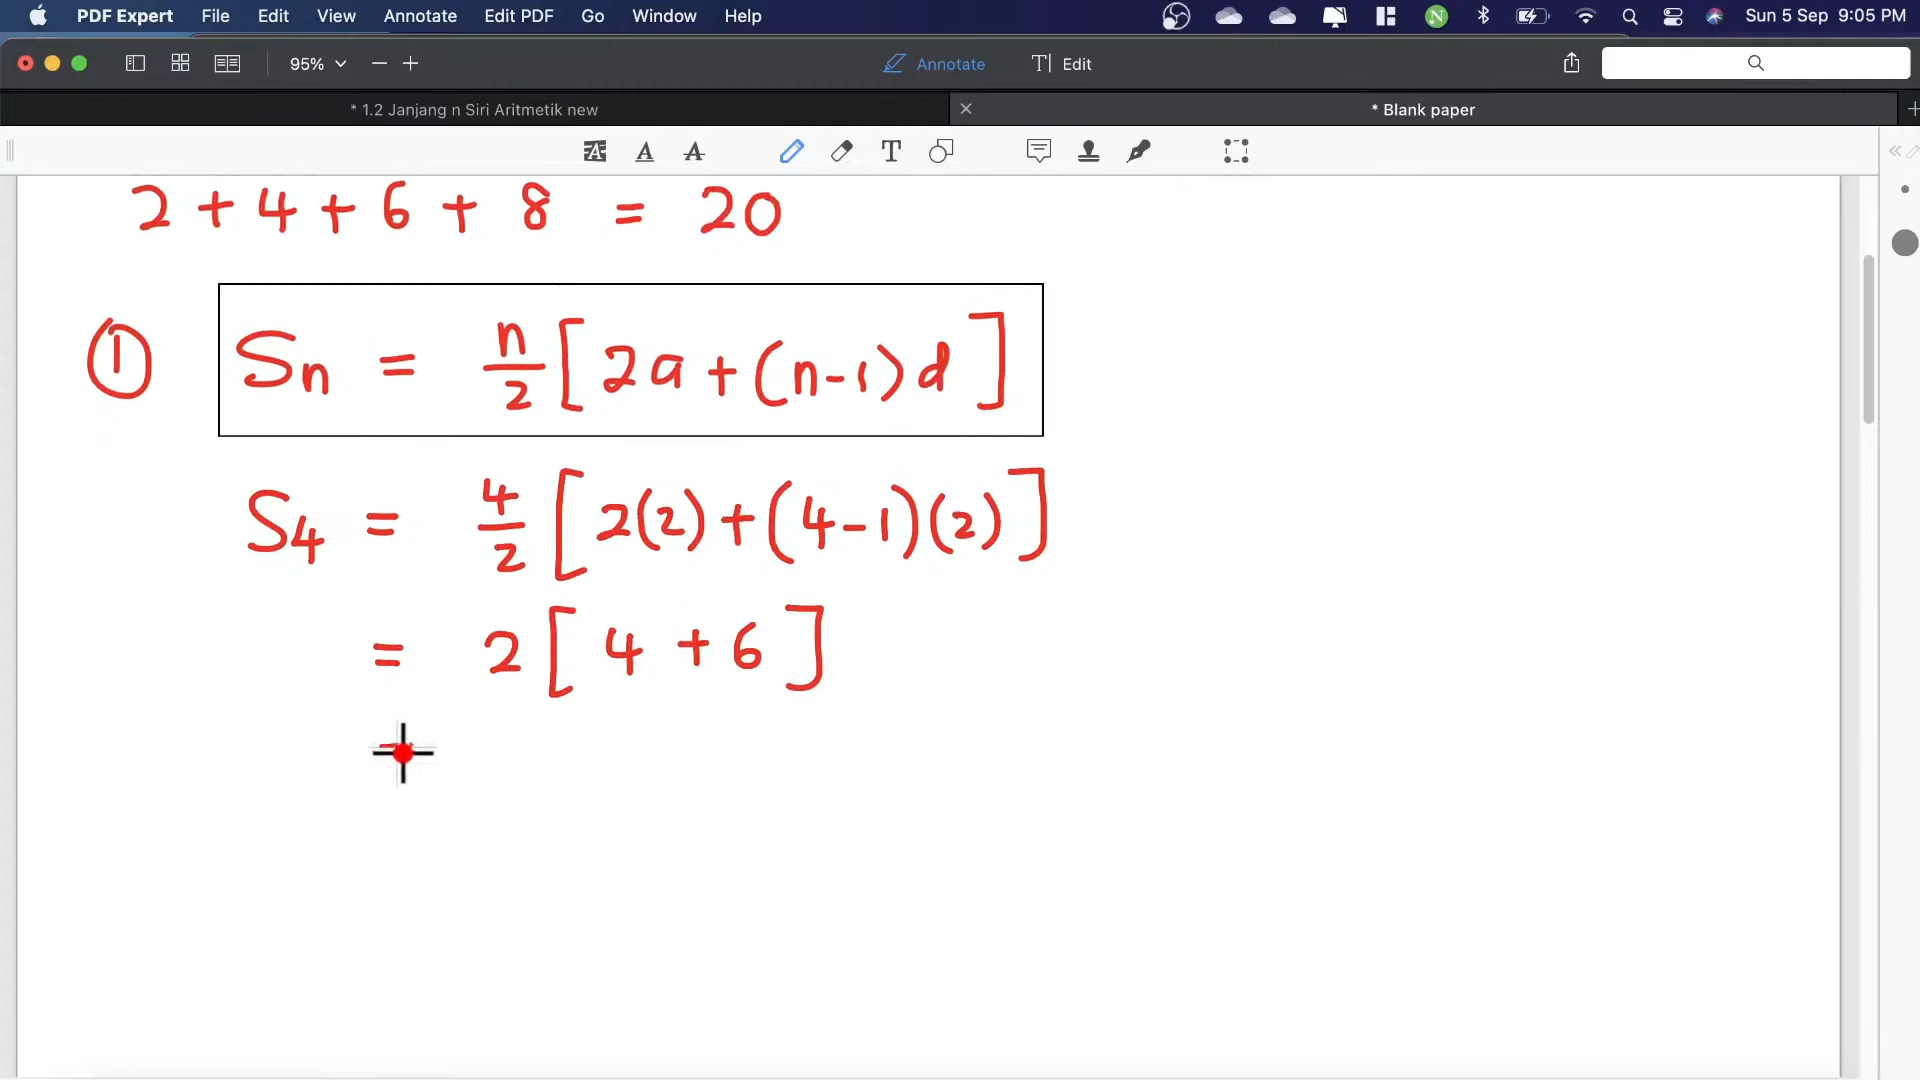 PDF Expert File Edit View Annotate Edit PDF Go Window Help Sun 5 Sep 9:05 PM
95% Annotate T| Edit
* 1.2 Janjang n Siri Aritmetik new * Blank paper
2 + 4 + 6 + 8 = 20
① Sn = n/2 [2a + (n-1)d]
S4 = 4/2 [2(2) + (4-1)(2)]
= 2[4 + 6]